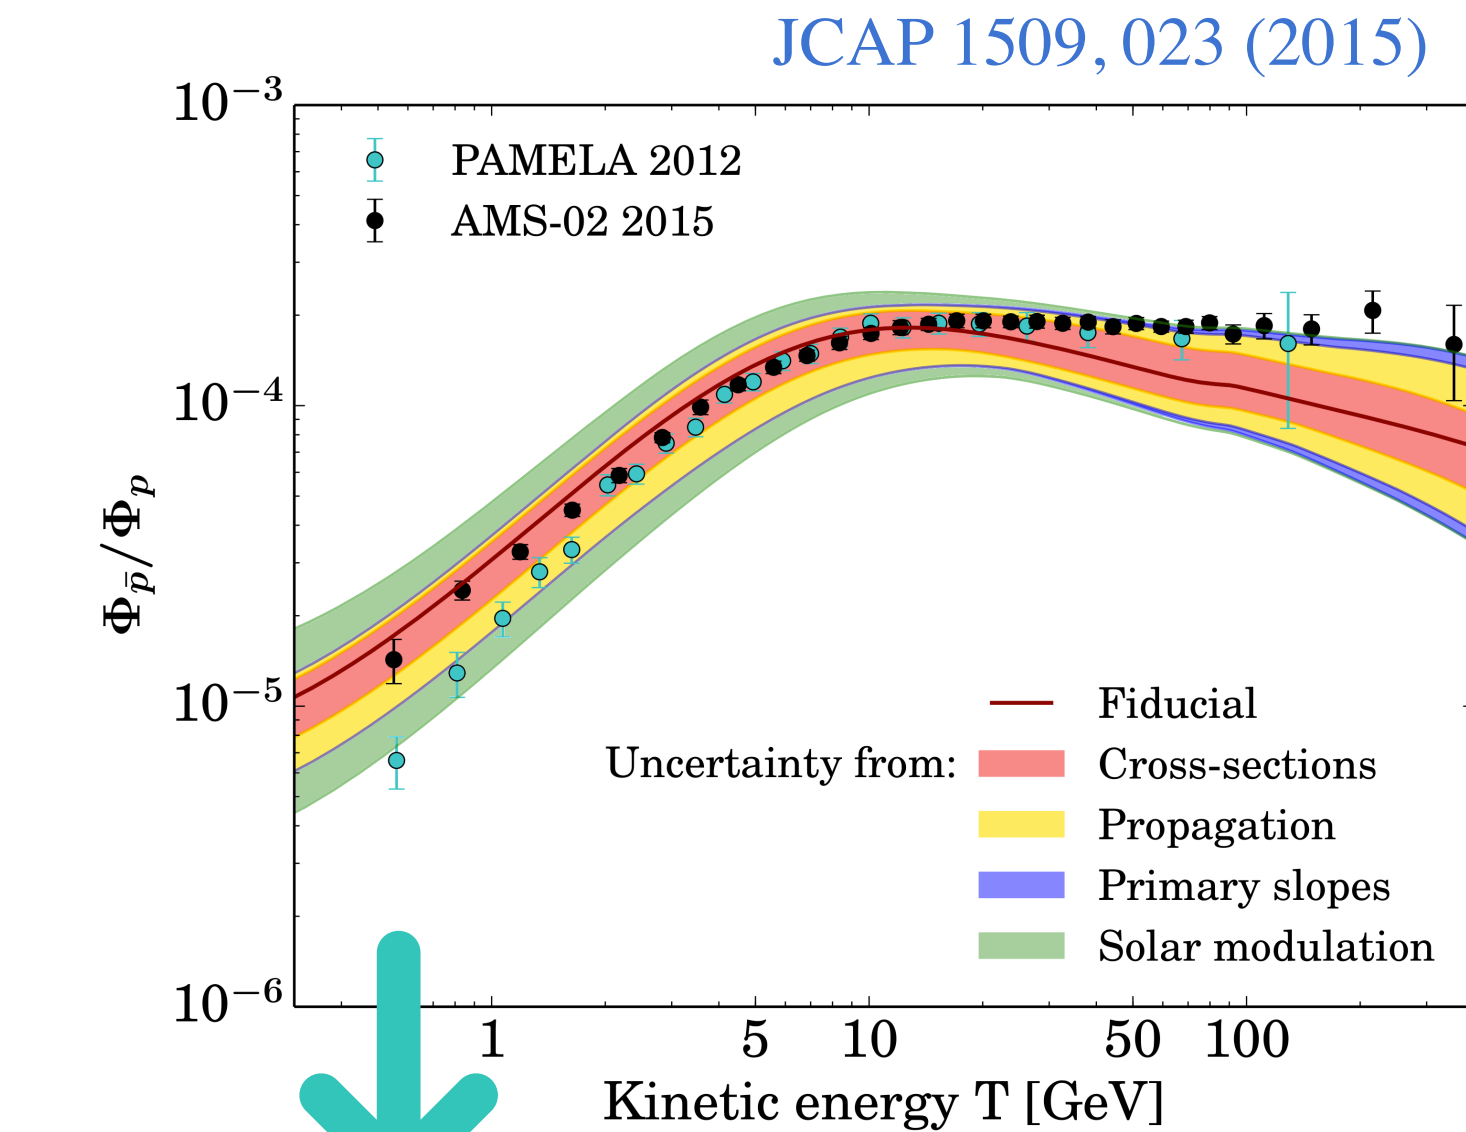 JCAP 1509, 023 (2015)
10−3
PAMELA 2012
AMS-02 2015
10−4
Φp̄/Φp
10−5
Fiducial
Uncertainty from: Cross-sections
Propagation
Primary slopes
Solar modulation
10−6
1 5 10 50 100
Kinetic energy T [GeV]